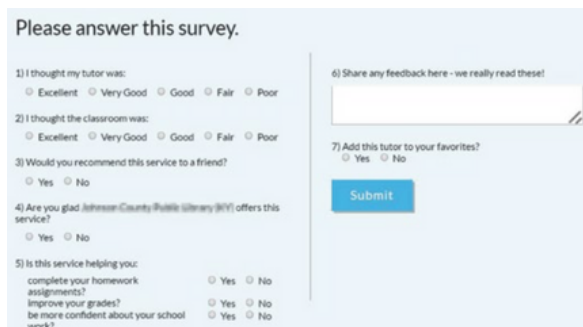 Please answer this survey.
1) I thought my tutor was:
Excellent Very Good Good Fair Poor
2) I thought the classroom was:
Excellent Very Good Good Fair Poor
3) Would you recommend this service to a friend?
Yes No
4) Are you glad offers this
service?
Yes No
5) Is this service helping you:
complete your homework Yes No
assignments?
improve your grades? Yes No
be more confident about your school Yes No
work?
6) Share any feedback here - we really read these!
7) Add this tutor to your favorites?
Yes No
Submit